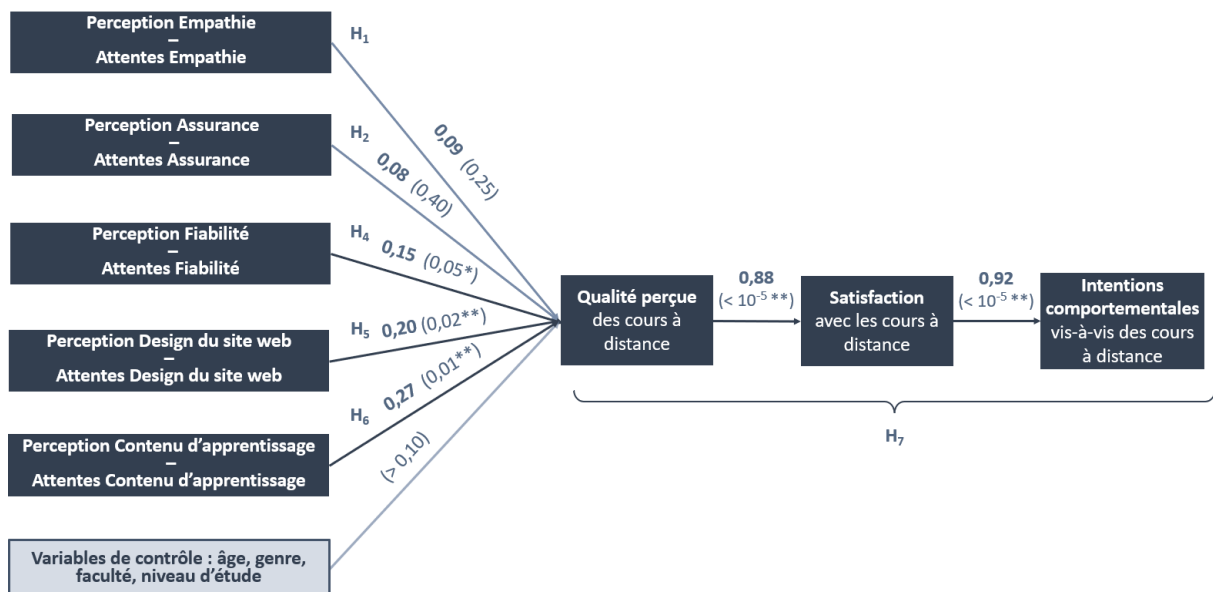 Perception Empathie
–
Attentes Empathie
H₁
0,09 (0,25)
Perception Assurance
–
Attentes Assurance
H₂
0,08 (0,40)
Perception Fiabilité
–
Attentes Fiabilité
H₄ 0,15 (0,05*)
Perception Design du site web
–
Attentes Design du site web
H₅ 0,20 (0,02**)
Perception Contenu d’apprentissage
–
Attentes Contenu d’apprentissage
H₆ 0,27 (0,01**)
Variables de contrôle : âge, genre,
faculté, niveau d’étude
(> 0,10)
Qualité perçue
des cours à
distance
0,88
(< 10⁻⁵ **)
Satisfaction
avec les cours à
distance
0,92
(< 10⁻⁵ **)
Intentions
comportementales
vis-à-vis des cours
à distance
H₇